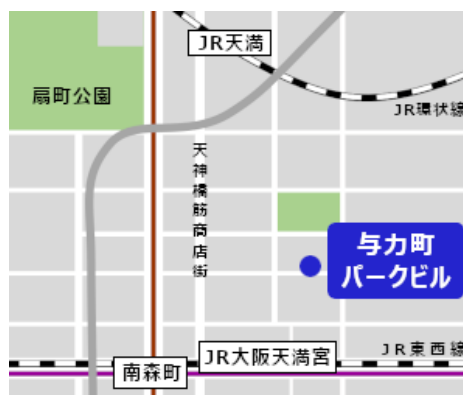 JR天満
扇町公園
JR環状線
天神橋筋商店街
与力町
パークビル
JR東西線
JR大阪天満宮
南森町